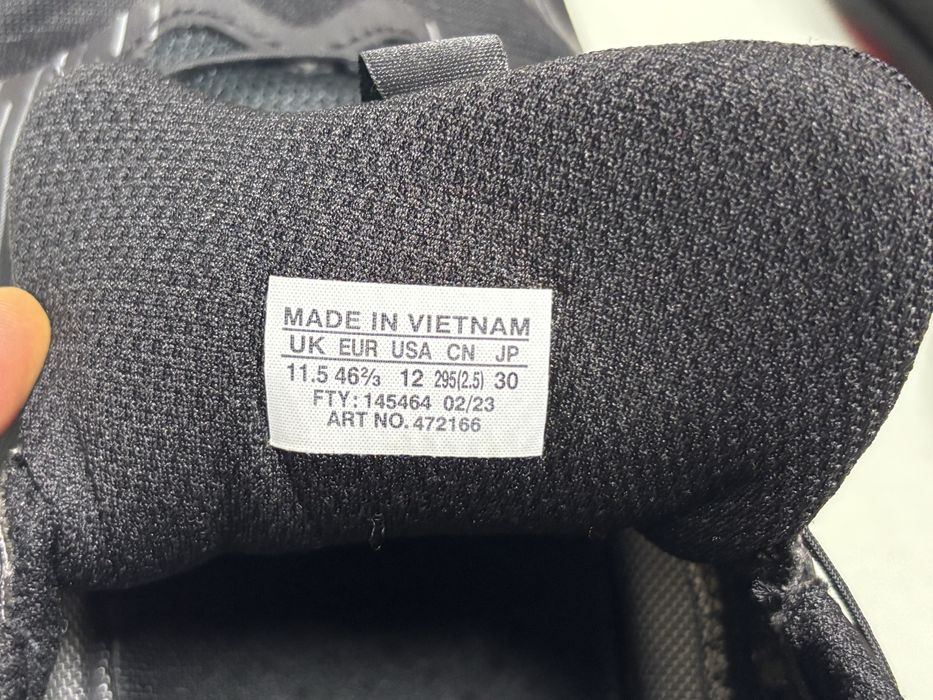 MADE IN VIETNAM
UK EUR USA CN JP
11.5 46⅔ 12 295(2.5) 30
FTY: 145464 02/23
ART NO. 472166